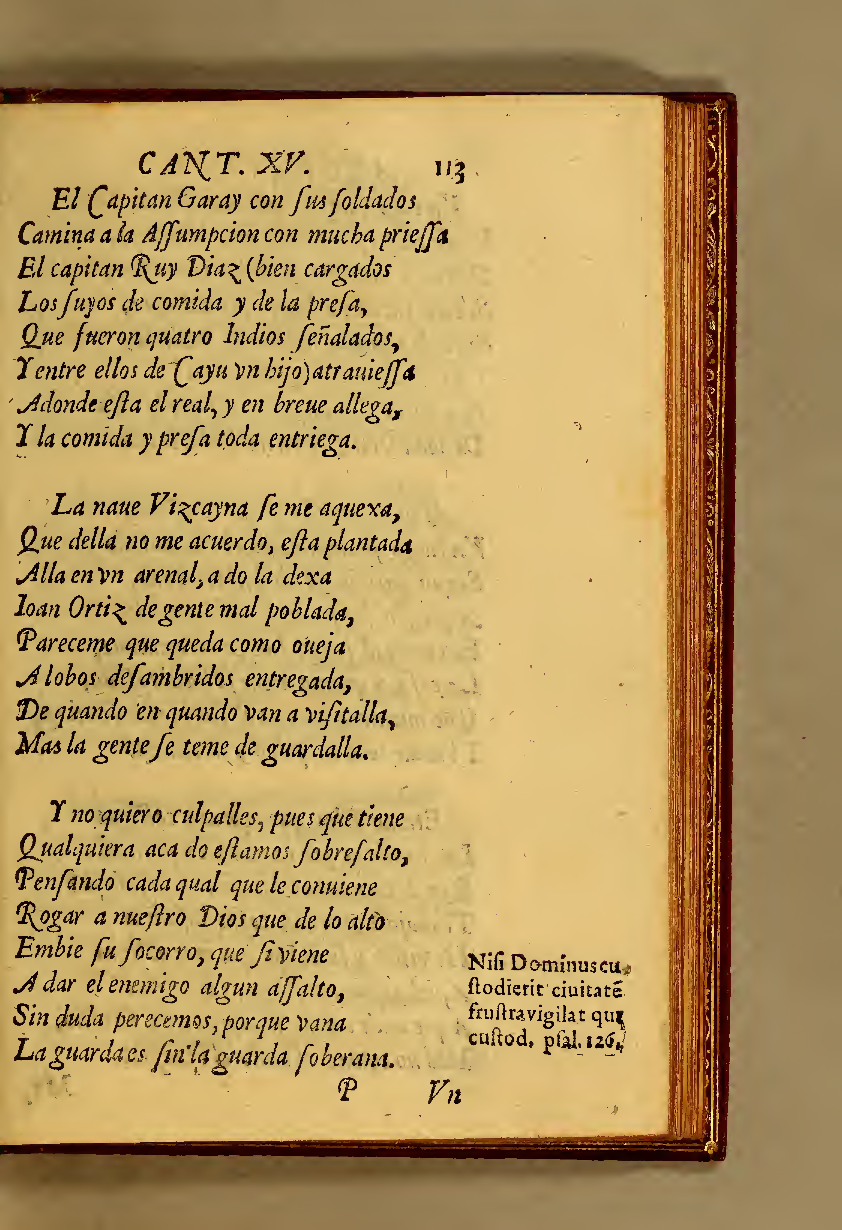 CANT. XV. 113
El Capitan Garay con ſus ſoldados
Camina a la Aſſumpcion con mucha prieſſa
El capitan Ruy Diaz (bien cargados
Los ſuyos de comida y de la preſa,
Que fueron quatro Indios ſeñalados,
Y entre ellos de Cayu vn hijo) atrauieſſa
Adonde eſta el real, y en breue allega,
Y la comida y preſa toda entriega.
La naue Vizcayna ſe me aquexa,
Que della no me acuerdo, eſta plantada
Alla en vn arenal, a do la dexa
Ioan Ortiz de gente mal poblada,
Pareceme que queda como oueja
A lobos deſambridos entregada,
De quando en quando van a viſitalla,
Mas la gente ſe teme de guardalla.
Y no quiero culpalles, pues que tiene
Qualquiera aca do eſtamos ſobreſalto,
Penſando cada qual que le conuiene
Rogar a nueſtro Dios que de lo alto
Embie ſu ſocorro, que ſi viene
A dar el enemigo algun aſſalto,
Sin duda perecemos, porque vana
La guarda es ſin la guarda ſoberana.
Niſi Dominus cu
ſtodierit ciuitatẽ
fruſtra vigilat qui
cuſtod. pſal. 126.
P Vn